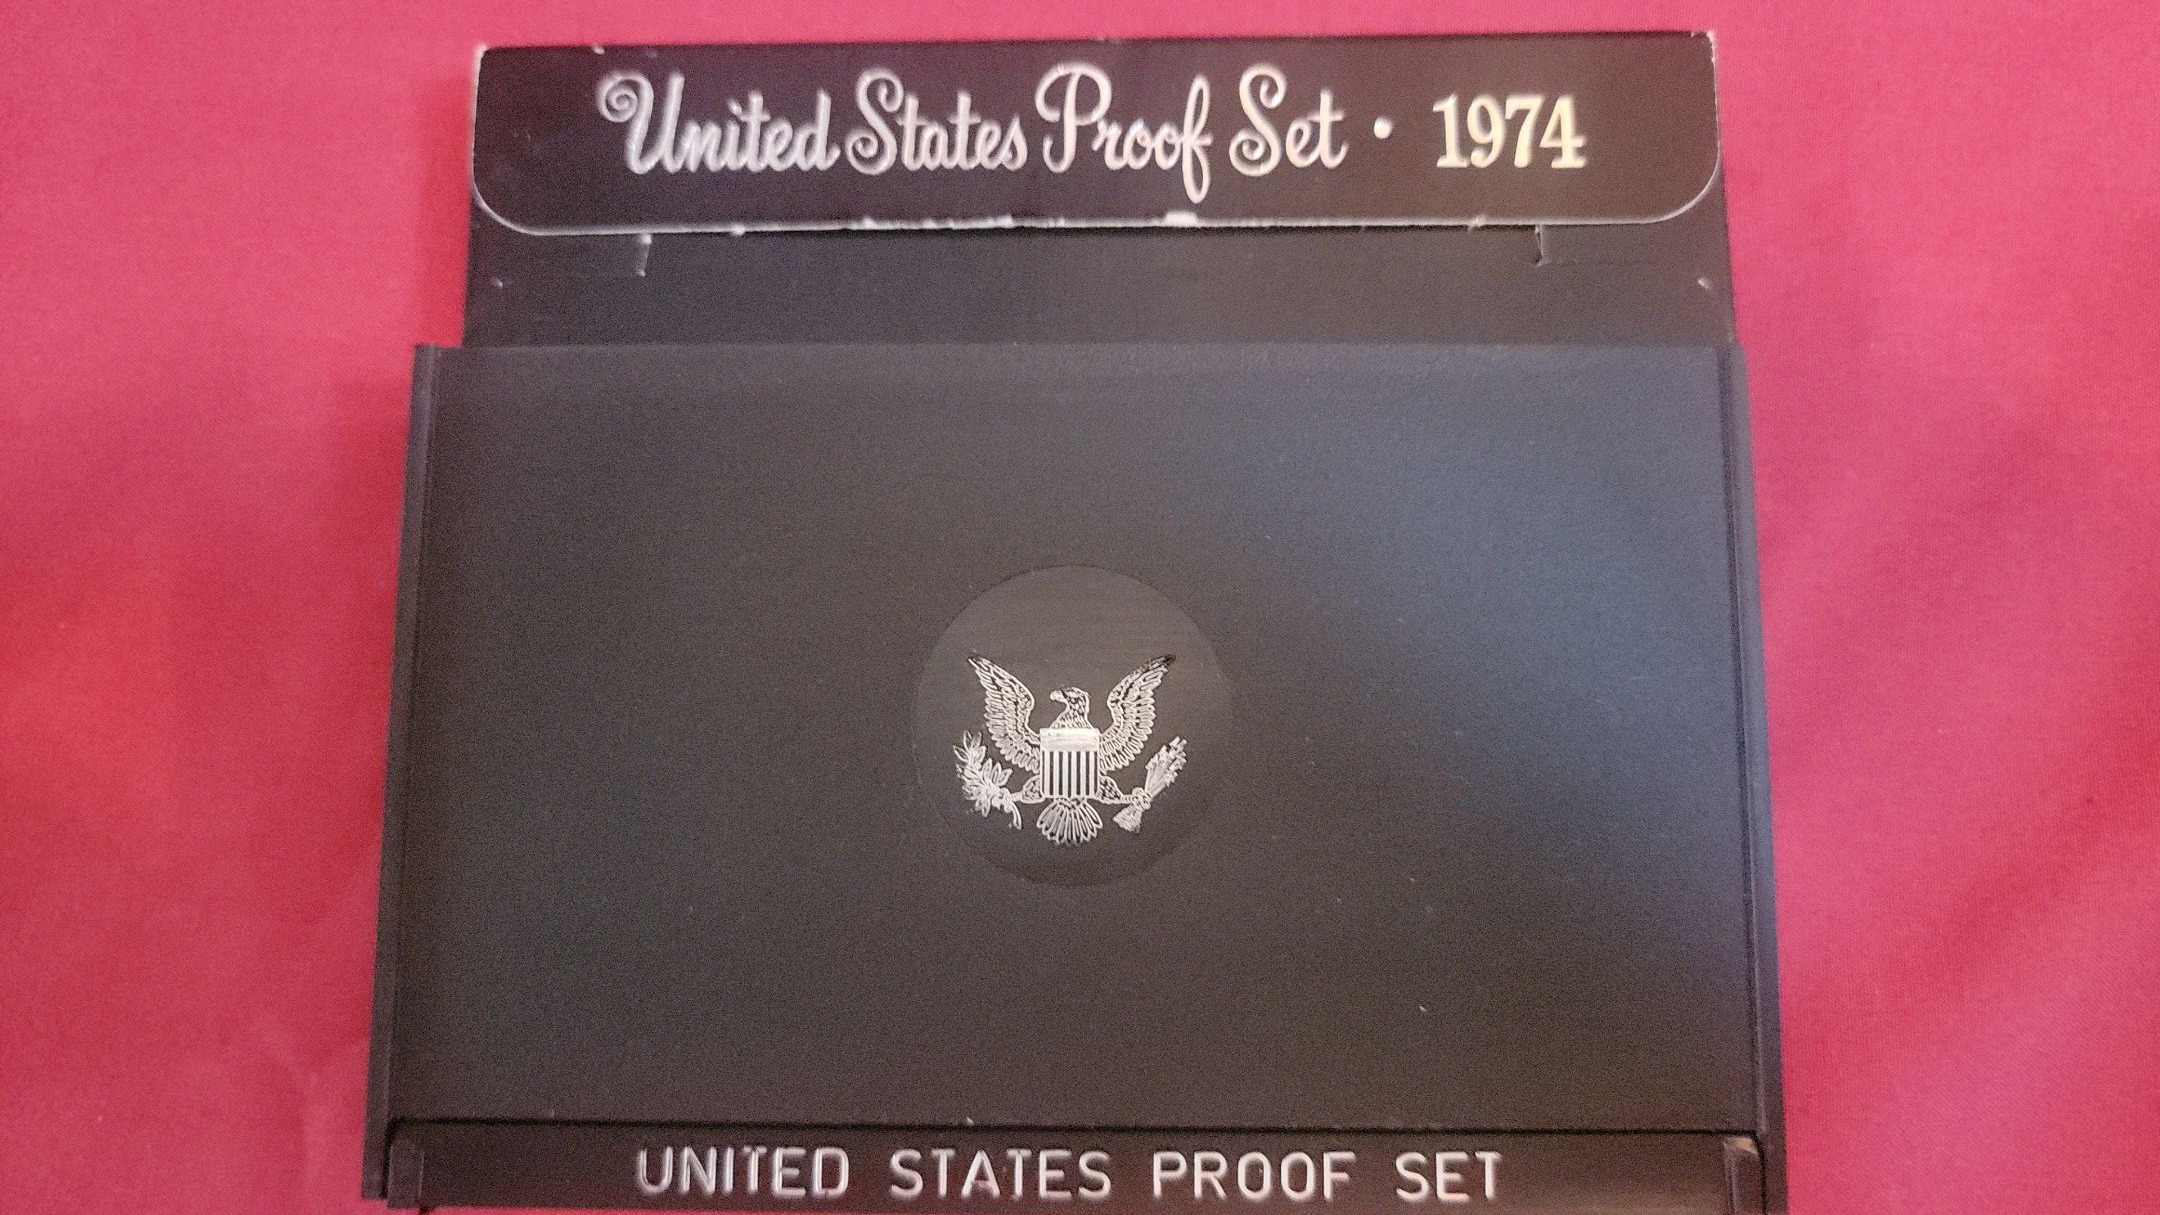 United States Proof Set • 1974
UNITED STATES PROOF SET